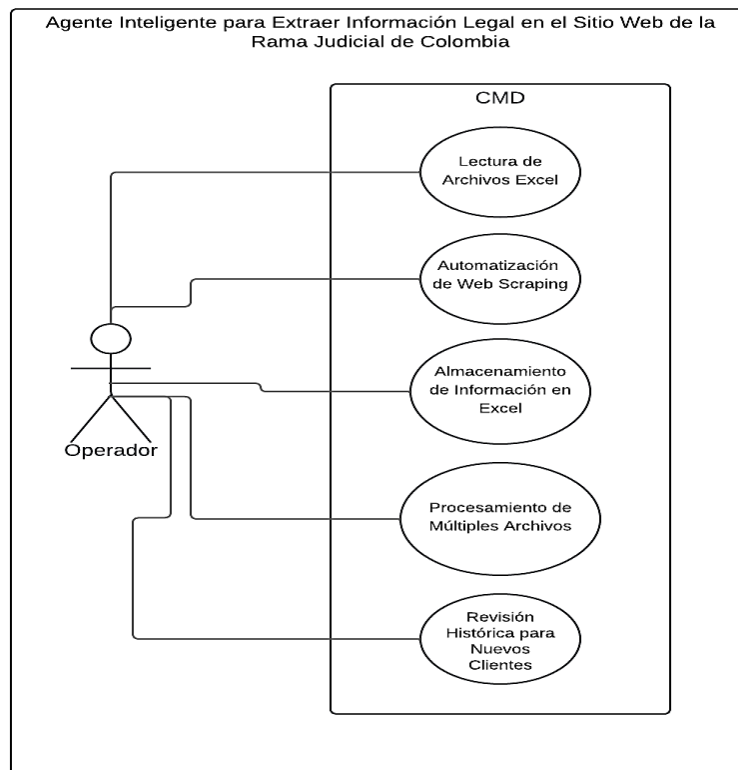 Agente Inteligente para Extraer Información Legal en el Sitio Web de la
Rama Judicial de Colombia
CMD
Lectura de
Archivos Excel
Automatización
de Web Scraping
Almacenamiento
de Información en
Excel
Operador
Procesamiento de
Múltiples Archivos
Revisión
Histórica para
Nuevos
Clientes